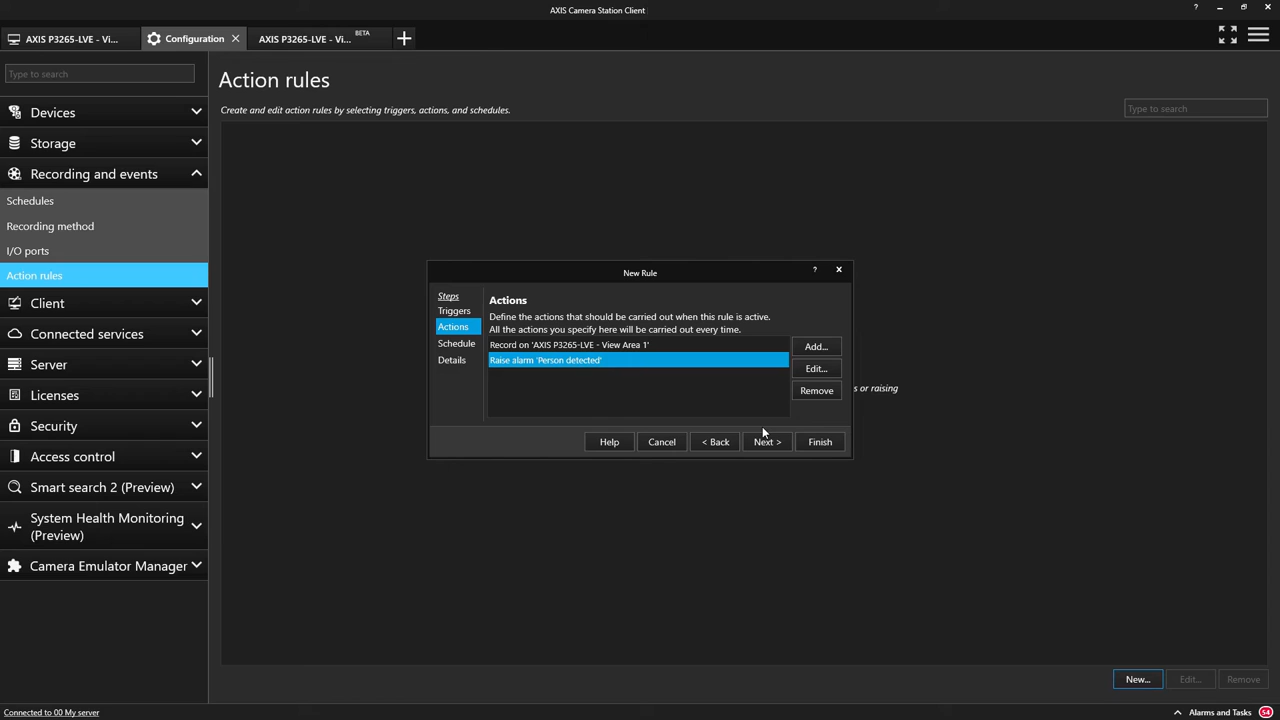 AXIS Camera Station Client
?
AXIS P3265-LVE - Vi...
Configuration
AXIS P3265-LVE - Vi...
BETA
Type to search
Devices
Storage
Recording and events
Schedules
Recording method
I/O ports
Action rules
Client
Connected services
Server
Licenses
Security
Access control
Smart search 2 (Preview)
System Health Monitoring
(Preview)
Camera Emulator Manager
Action rules
Create and edit action rules by selecting triggers, actions, and schedules.
Type to search
New Rule
?
Steps
Triggers
Actions
Schedule
Details
Actions
Define the actions that should be carried out when this rule is active.
All the actions you specify here will be carried out every time.
Record on 'AXIS P3265-LVE - View Area 1'
Raise alarm 'Person detected'
Add...
Edit...
Remove
s or raising
Help
Cancel
< Back
Next >
Finish
New...
Edit...
Remove
Connected to 00 My server
Alarms and Tasks
54